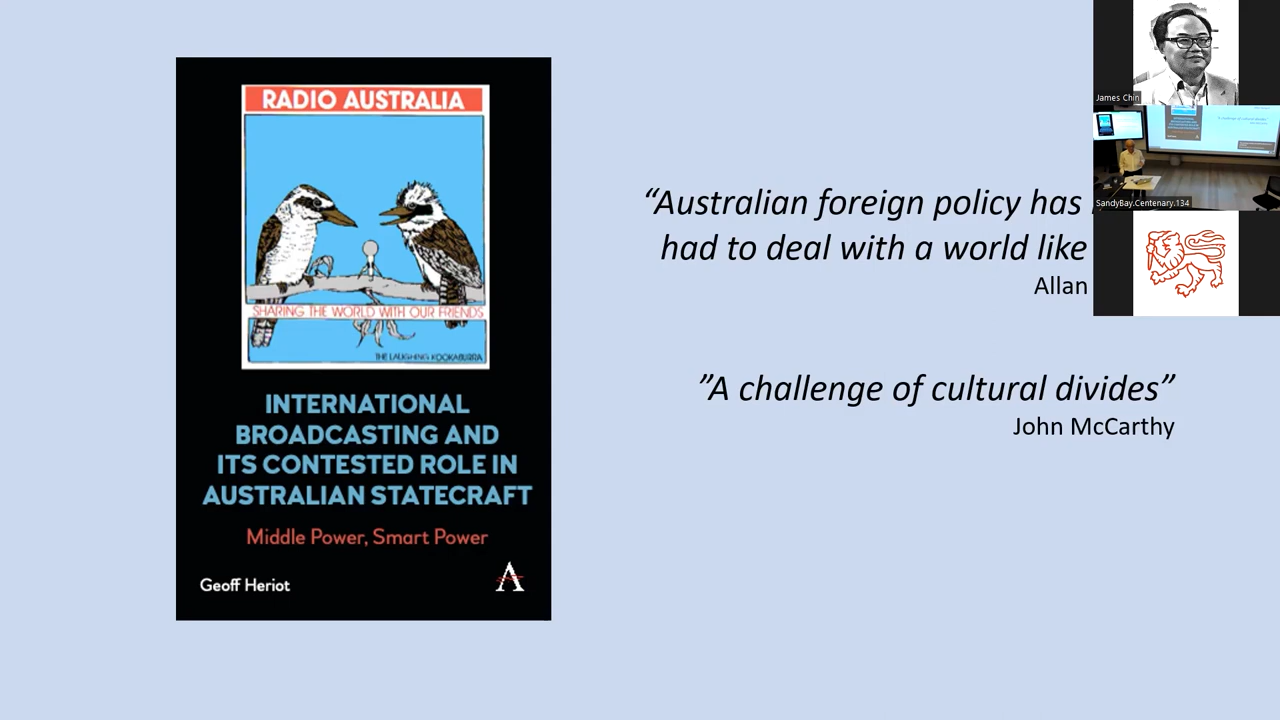 RADIO AUSTRALIA
SHARING THE WORLD WITH OUR FRIENDS
THE LAUGHING KOOKABURRA
INTERNATIONAL
BROADCASTING AND
ITS CONTESTED ROLE IN
AUSTRALIAN STATECRAFT
Middle Power, Smart Power
Geoff Heriot
“Australian foreign policy has
had to deal with a world like
Allan
”A challenge of cultural divides”
John McCarthy
James Chin
SandyBay.Centenary.134